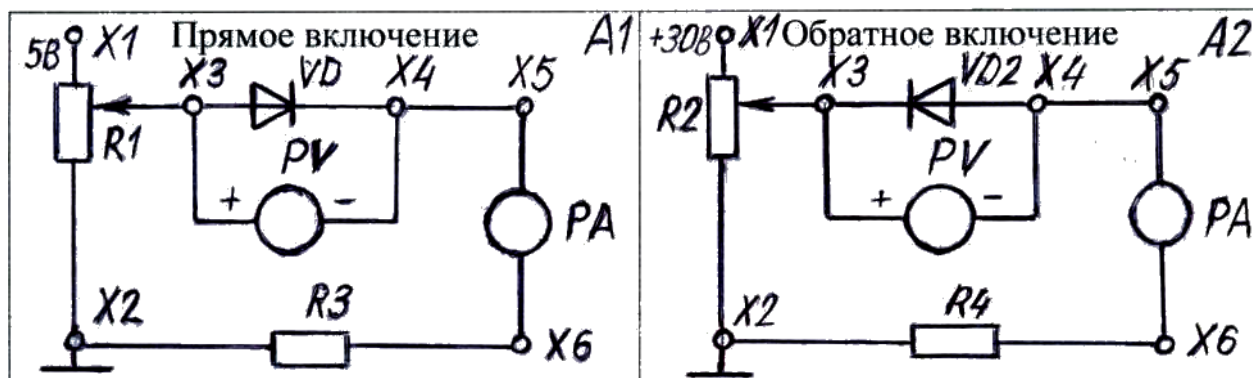 5В X1 Прямое включение A1
X3 VD X4 X5
R1
PV
+ -
PA
X2 R3
X6
+30В X1 Обратное включение A2
X3 VD2 X4 X5
R2
PV
+ -
PA
X2 R4
X6